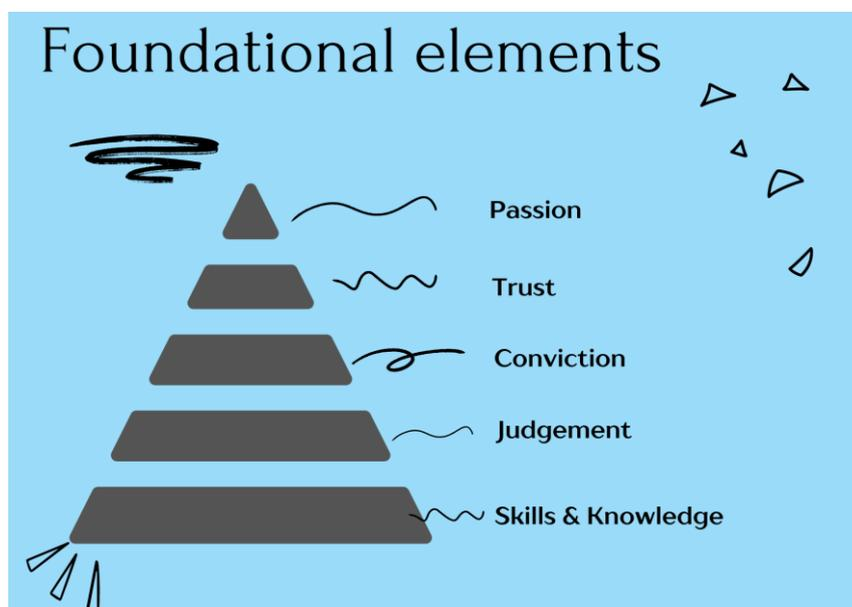 Foundational elements
Passion
Trust
Conviction
Judgement
Skills & Knowledge